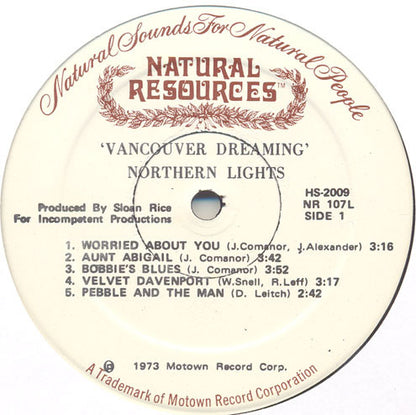 Natural Sounds For Natural People
NATURAL
RESOURCES™
'VANCOUVER DREAMING'
NORTHERN LIGHTS
HS-2009
NR 107L
SIDE 1
Produced By Sloan Rice
For Incompetent Productions
1. WORRIED ABOUT YOU (J.Comanor, J.Alexander) 3:16
2. AUNT ABIGAIL (J. Comanor) 3:42
3. BOBBIE'S BLUES (J. Comanor) 3:52
4. VELVET DAVENPORT (W.Snell, R.Leff) 3:17
5. PEBBLE AND THE MAN (D. Leitch) 2:42
℗ 1973 Motown Record Corp.
A Trademark of Motown Record Corporation